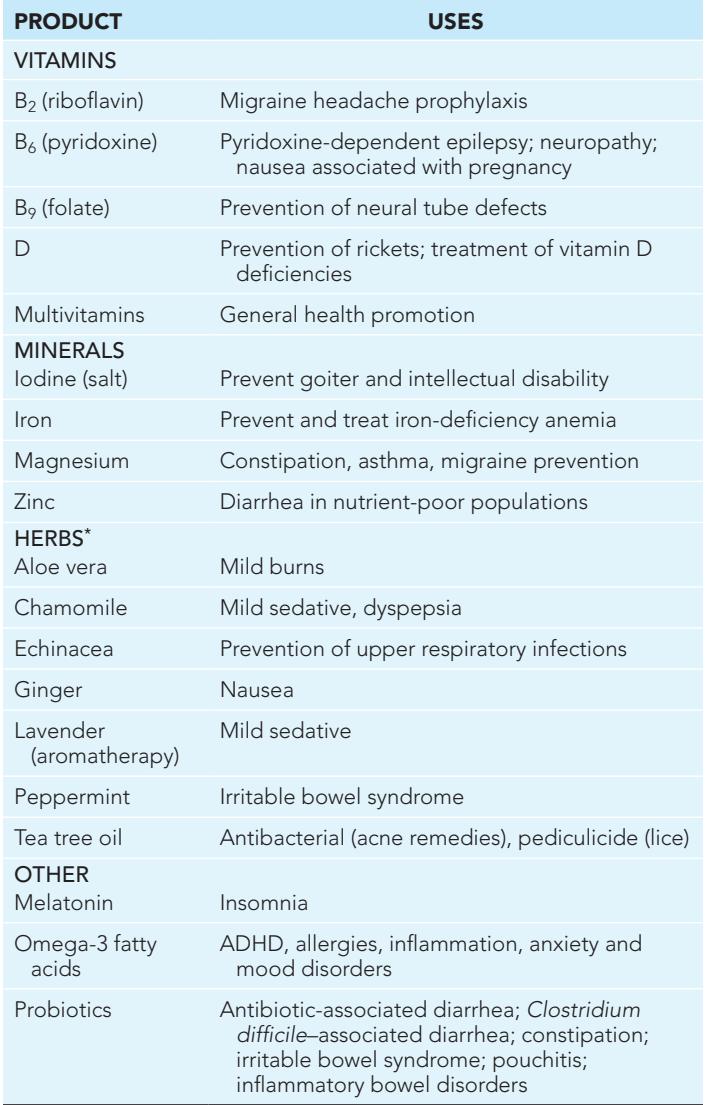 PRODUCT USES
VITAMINS
B2 (riboflavin) Migraine headache prophylaxis
B6 (pyridoxine) Pyridoxine-dependent epilepsy; neuropathy;
nausea associated with pregnancy
B9 (folate) Prevention of neural tube defects
D Prevention of rickets; treatment of vitamin D
deficiencies
Multivitamins General health promotion
MINERALS
Iodine (salt) Prevent goiter and intellectual disability
Iron Prevent and treat iron-deficiency anemia
Magnesium Constipation, asthma, migraine prevention
Zinc Diarrhea in nutrient-poor populations
HERBS*
Aloe vera Mild burns
Chamomile Mild sedative, dyspepsia
Echinacea Prevention of upper respiratory infections
Ginger Nausea
Lavender Mild sedative
(aromatherapy)
Peppermint Irritable bowel syndrome
Tea tree oil Antibacterial (acne remedies), pediculicide (lice)
OTHER
Melatonin Insomnia
Omega-3 fatty ADHD, allergies, inflammation, anxiety and
acids mood disorders
Probiotics Antibiotic-associated diarrhea; Clostridium
difficile–associated diarrhea; constipation;
irritable bowel syndrome; pouchitis;
inflammatory bowel disorders